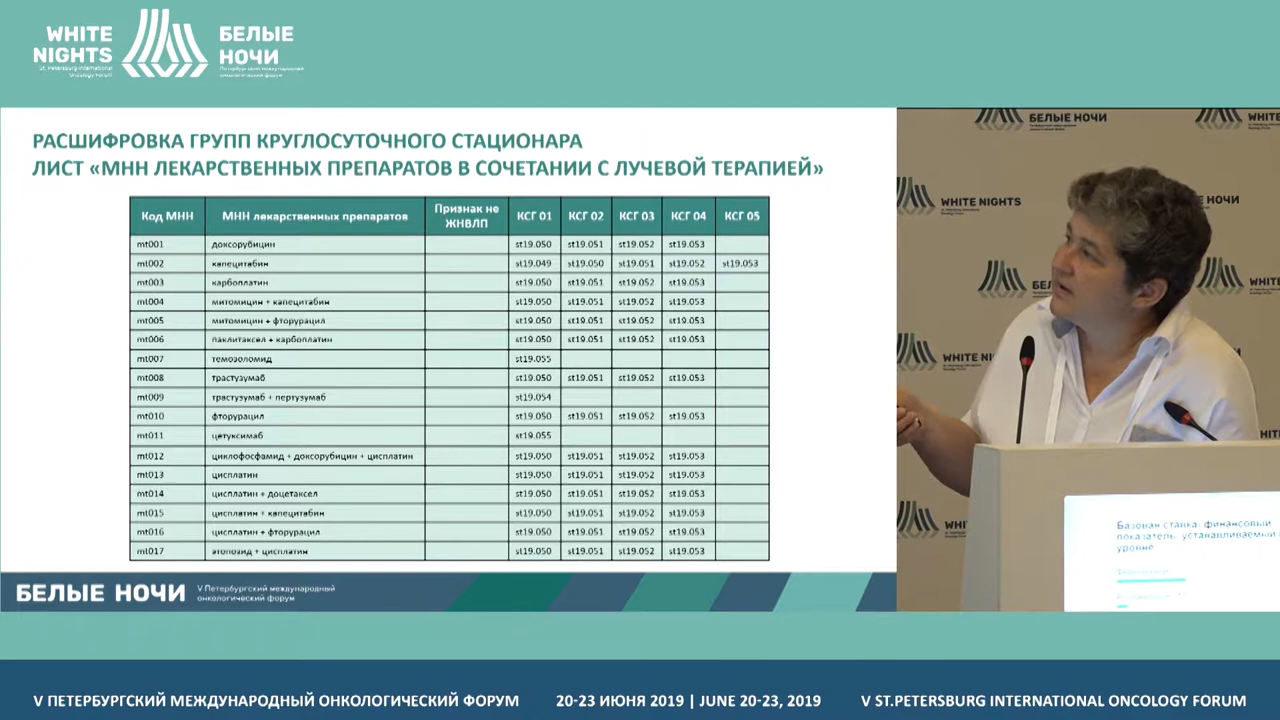 WHITE NIGHTS
St. Petersburg International Oncology Forum
БЕЛЫЕ НОЧИ
Петербургский международный онкологический форум
РАСШИФРОВКА ГРУПП КРУГЛОСУТОЧНОГО СТАЦИОНАРА
ЛИСТ «МНН ЛЕКАРСТВЕННЫХ ПРЕПАРАТОВ В СОЧЕТАНИИ С ЛУЧЕВОЙ ТЕРАПИЕЙ»
Код МНН МНН лекарственных препаратов Признак не ЖНВЛП КСГ 01 КСГ 02 КСГ 03 КСГ 04 КСГ 05
mt001 доксорубицин st19.050 st19.051 st19.052 st19.053
mt002 капецитабин st19.049 st19.050 st19.051 st19.052 st19.053
mt003 карбоплатин st19.050 st19.051 st19.052 st19.053
mt004 митомицин + капецитабин st19.050 st19.051 st19.052 st19.053
mt005 митомицин + фторурацил st19.050 st19.051 st19.052 st19.053
mt006 паклитаксел + карбоплатин st19.050 st19.051 st19.052 st19.053
mt007 темозоломид st19.055
mt008 трастузумаб st19.050 st19.051 st19.052 st19.053
mt009 трастузумаб + пертузумаб st19.054
mt010 фторурацил st19.050 st19.051 st19.052 st19.053
mt011 цетуксимаб st19.055
mt012 циклофосфамид + доксорубицин + цисплатин st19.050 st19.051 st19.052 st19.053
mt013 цисплатин st19.050 st19.051 st19.052 st19.053
mt014 цисплатин + доцетаксел st19.050 st19.051 st19.052 st19.053
mt015 цисплатин + капецитабин st19.050 st19.051 st19.052 st19.053
mt016 цисплатин + фторурацил st19.050 st19.051 st19.052 st19.053
mt017 этопозид + цисплатин st19.050 st19.051 st19.052 st19.053
БЕЛЫЕ НОЧИ
V Петербургский международный
онкологический форум
БЕЛЫЕ НОЧИ
WHITE
WHITE NIGHTS
WHITE
WHITE
Базовая ставка: финансовый
показатель, устанавливаемый
уровне
V ПЕТЕРБУРГСКИЙ МЕЖДУНАРОДНЫЙ ОНКОЛОГИЧЕСКИЙ ФОРУМ
20-23 ИЮНЯ 2019 | JUNE 20-23, 2019
V ST.PETERSBURG INTERNATIONAL ONCOLOGY FORUM